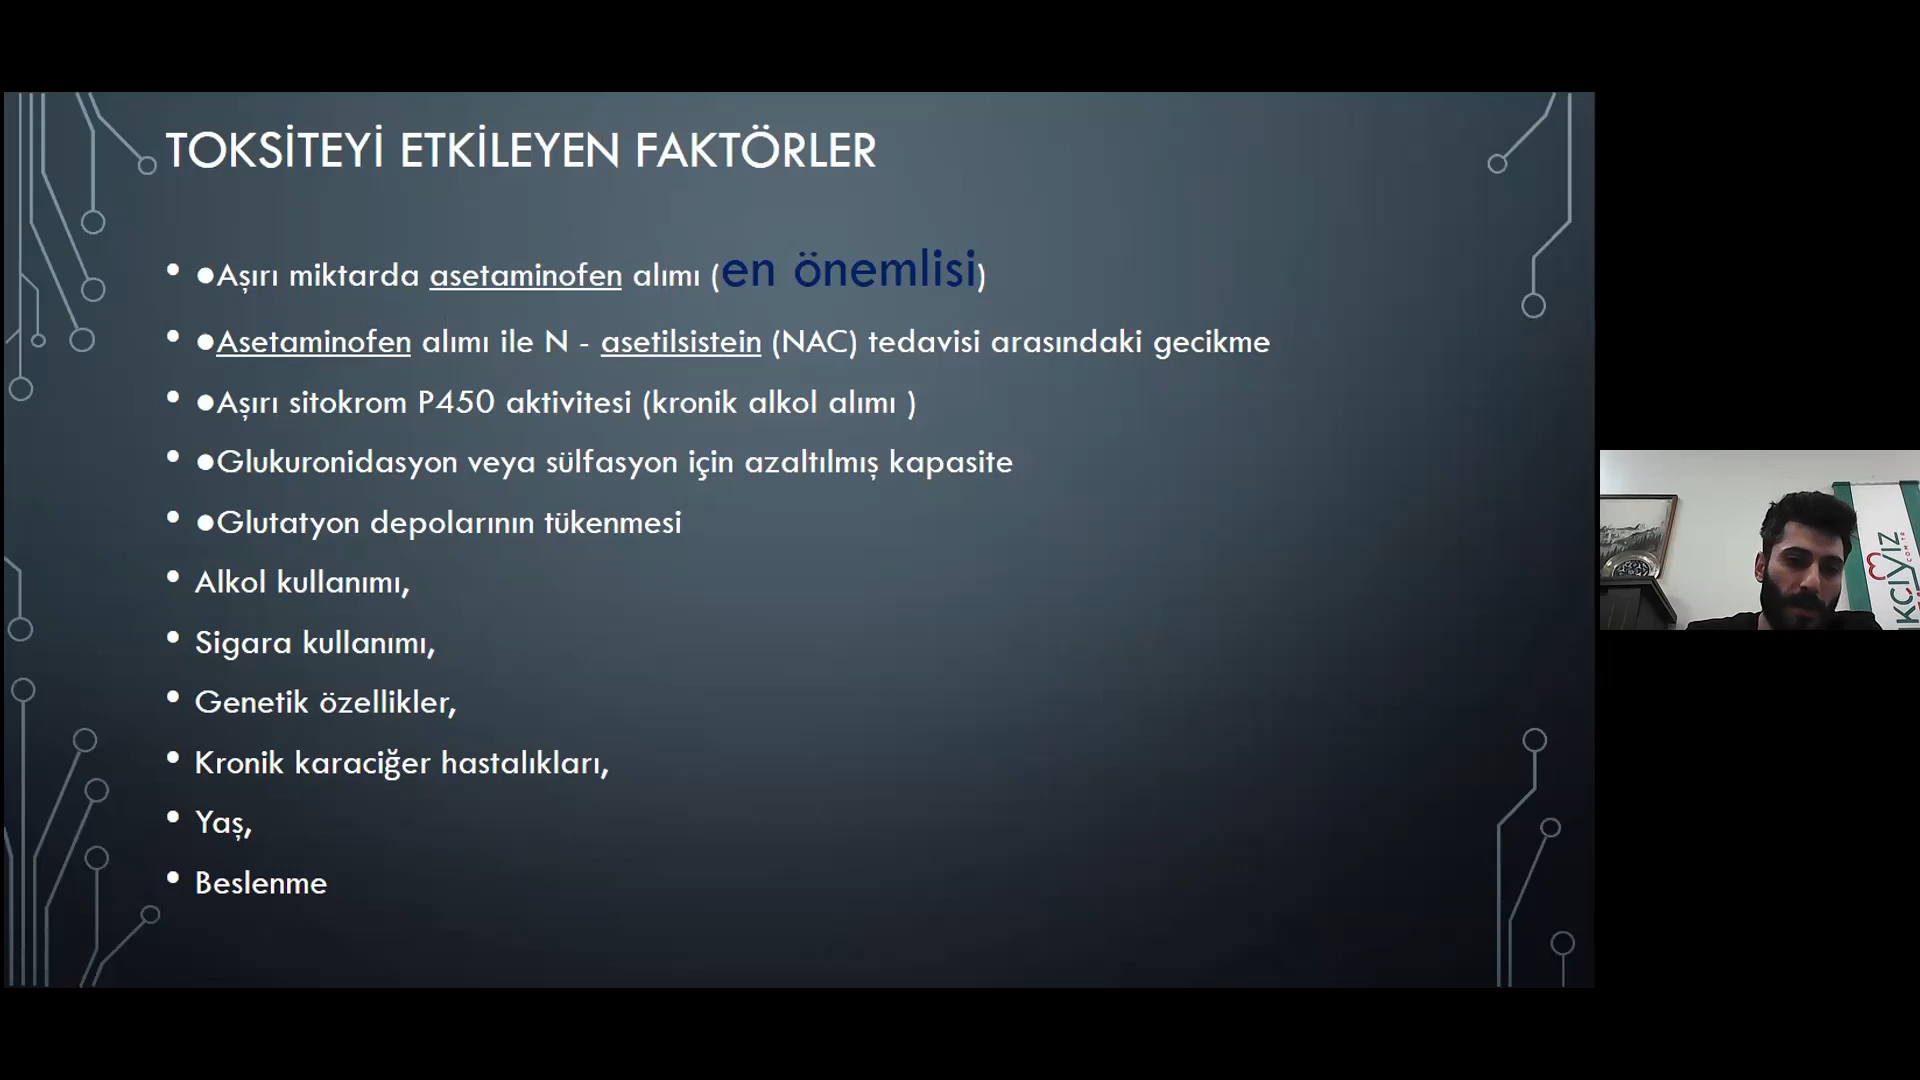 TOKSİTEYİ ETKİLEYEN FAKTÖRLER
• ●Aşırı miktarda asetaminofen alımı (en önemlisi)
• ●Asetaminofen alımı ile N - asetilsistein (NAC) tedavisi arasındaki gecikme
• ●Aşırı sitokrom P450 aktivitesi (kronik alkol alımı )
• ●Glukuronidasyon veya sülfasyon için azaltılmış kapasite
• ●Glutatyon depolarının tükenmesi
• Alkol kullanımı,
• Sigara kullanımı,
• Genetik özellikler,
• Kronik karaciğer hastalıkları,
• Yaş,
• Beslenme